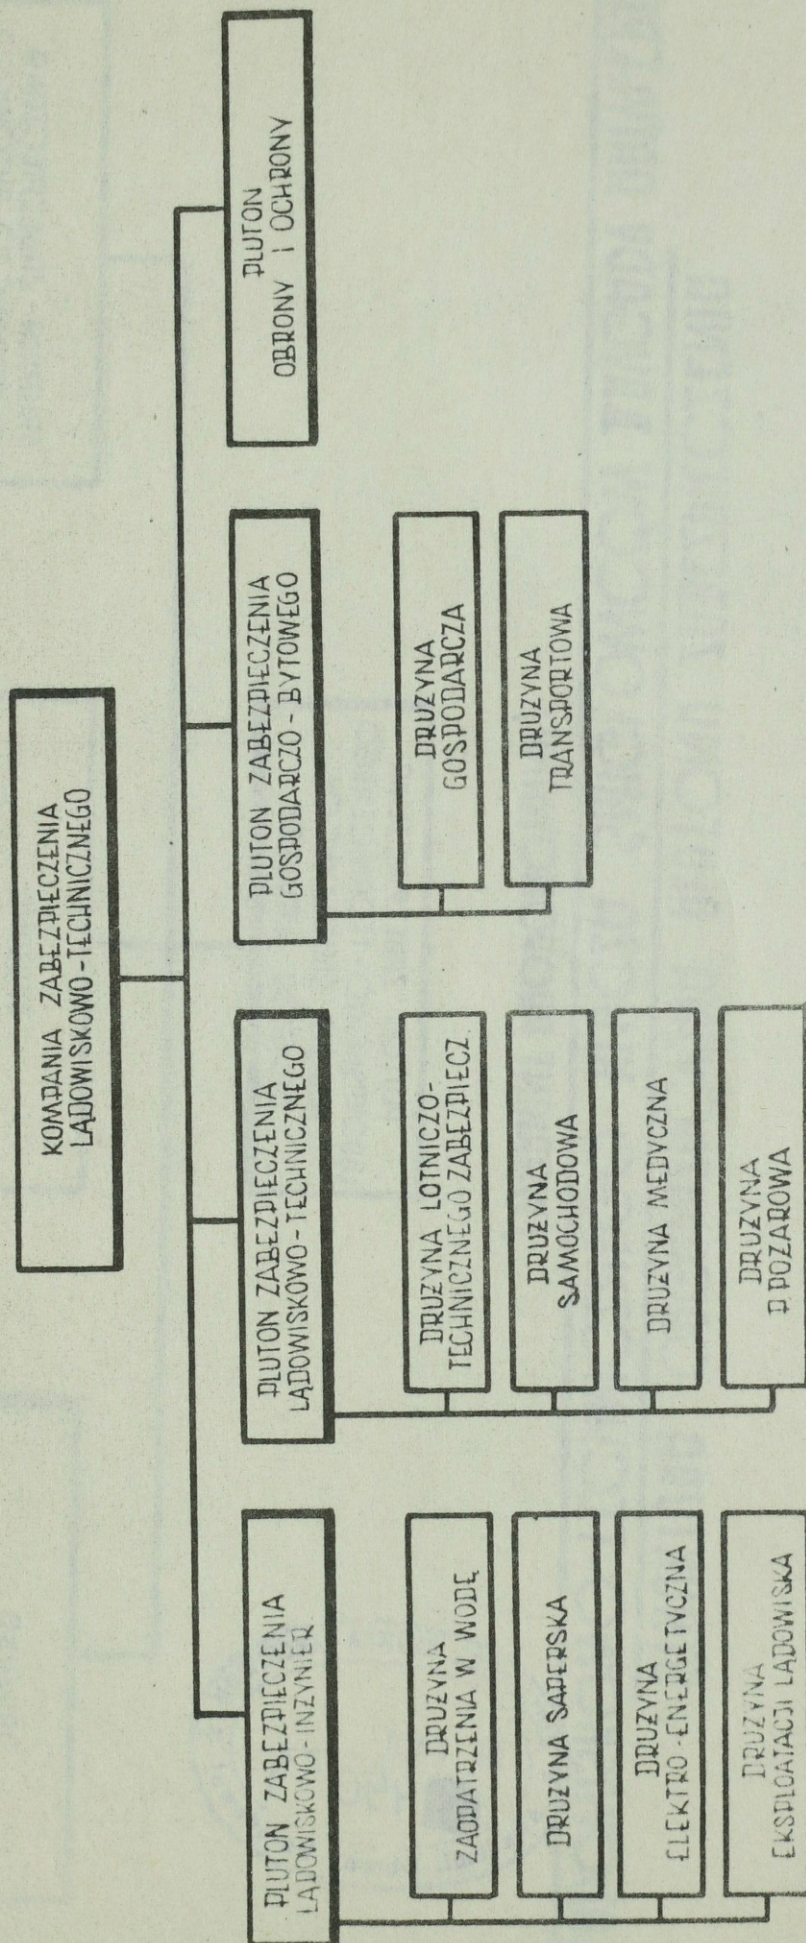 KOMPANIA ZABEZPIECZENIA
LĄDOWISKOWO-TECHNICZNEGO
PLUTON ZABEZPIECZENIA
LĄDOWISKOWO-INŻYNIER.
DRUŻYNA
ZAOPATRZENIA W WODĘ
DRUŻYNA SAPERSKA
DRUŻYNA
ELEKTRO-ENERGETYCZNA
DRUŻYNA
EKSPLOATACJI LĄDOWISKA
PLUTON ZABEZPIECZENIA
LĄDOWISKOWO-TECHNICZNEGO
DRUŻYNA LOTNICZO-
TECHNICZNEGO ZABEZPIECZ.
DRUŻYNA
SAMOCHODOWA
DRUŻYNA MEDYCZNA
DRUŻYNA
P.POŻAROWA
PLUTON ZABEZPIECZENIA
GOSPODARCZO-BYTOWEGO
DRUŻYNA
GOSPODARCZA
DRUŻYNA
TRANSPORTOWA
PLUTON
OBRONY I OCHRONY